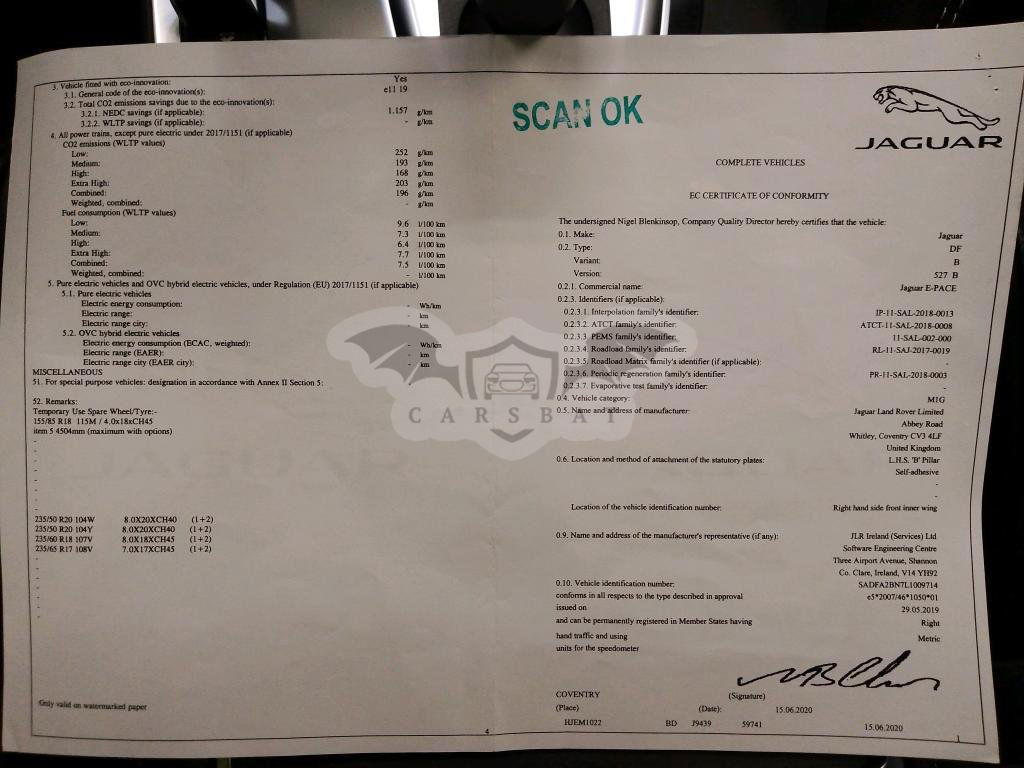 3. Vehicle fitted with eco-innovation: Yes
3.1. General code of the eco-innovation(s): e11 19
3.2. Total CO2 emissions savings due to the eco-innovation(s):
3.2.1. NEDC savings (if applicable): 1.157 g/km
3.2.2. WLTP savings (if applicable): - g/km
4. All power trains, except pure electric under 2017/1151 (if applicable)
CO2 emissions (WLTP values)
Low: 252 g/km
Medium: 193 g/km
High: 168 g/km
Extra High: 203 g/km
Combined: 196 g/km
Weighted, combined: - g/km
Fuel consumption (WLTP values)
Low: 9.6 l/100 km
Medium: 7.3 l/100 km
High: 6.4 l/100 km
Extra High: 7.7 l/100 km
Combined: 7.5 l/100 km
Weighted, combined: - l/100 km
5. Pure electric vehicles and OVC hybrid electric vehicles, under Regulation (EU) 2017/1151 (if applicable)
5.1. Pure electric vehicles
Electric energy consumption: - Wh/km
Electric range: - km
Electric range city: - km
5.2. OVC hybrid electric vehicles
Electric energy consumption (ECAC, weighted): - Wh/km
Electric range (EAER): - km
Electric range city (EAER city): - km
MISCELLANEOUS
51. For special purpose vehicles: designation in accordance with Annex II Section 5:
52. Remarks:
Temporary Use Spare Wheel/Tyre:-
155/85 R18 115M / 4.0x18xCH45
item 5 4504mm (maximum with options)
235/50 R20 104W 8.0X20XCH40 (1+2)
235/50 R20 104Y 8.0X20XCH40 (1+2)
235/60 R18 107V 8.0X18XCH45 (1+2)
235/65 R17 108V 7.0X17XCH45 (1+2)
Only valid on watermarked paper
4
SCAN OK
JAGUAR
COMPLETE VEHICLES
EC CERTIFICATE OF CONFORMITY
The undersigned Nigel Blenkinsop, Company Quality Director hereby certifies that the vehicle:
0.1. Make: Jaguar
0.2. Type: DF
Variant: B
Version: 527 B
0.2.1. Commercial name: Jaguar E-PACE
0.2.3. Identifiers (if applicable):
0.2.3.1. Interpolation family's identifier: IP-11-SAL-2018-0013
0.2.3.2. ATCT family's identifier: ATCT-11-SAL-2018-0008
0.2.3.3. PEMS family's identifier: 11-SAL-002-000
0.2.3.4. Roadload family's identifier: RL-11-SAJ-2017-0019
0.2.3.5. Roadload Matrix family's identifier (if applicable): -
0.2.3.6. Periodic regeneration family's identifier: PR-11-SAL-2018-0003
0.2.3.7. Evaporative test family's identifier: -
0.4. Vehicle category: M1G
0.5. Name and address of manufacturer: Jaguar Land Rover Limited
Abbey Road
Whitley, Coventry CV3 4LF
United Kingdom
0.6. Location and method of attachment of the statutory plates: L.H.S. 'B' Pillar
Self-adhesive
-
-
Location of the vehicle identification number: Right hand side front inner wing
0.9. Name and address of the manufacturer's representative (if any): JLR Ireland (Services) Ltd
Software Engineering Centre
Three Airport Avenue, Shannon
Co. Clare, Ireland, V14 YH92
0.10. Vehicle identification number: SADFA2BN7L1009714
conforms in all respects to the type described in approval e5*2007/46*1050*01
issued on 29.05.2019
and can be permanently registered in Member States having Right
hand traffic and using Metric
units for the speedometer
COVENTRY
(Place) (Signature)
(Date): 15.06.2020
HJEM1022 BD J9439 59741 15.06.2020
1
CARSBAT